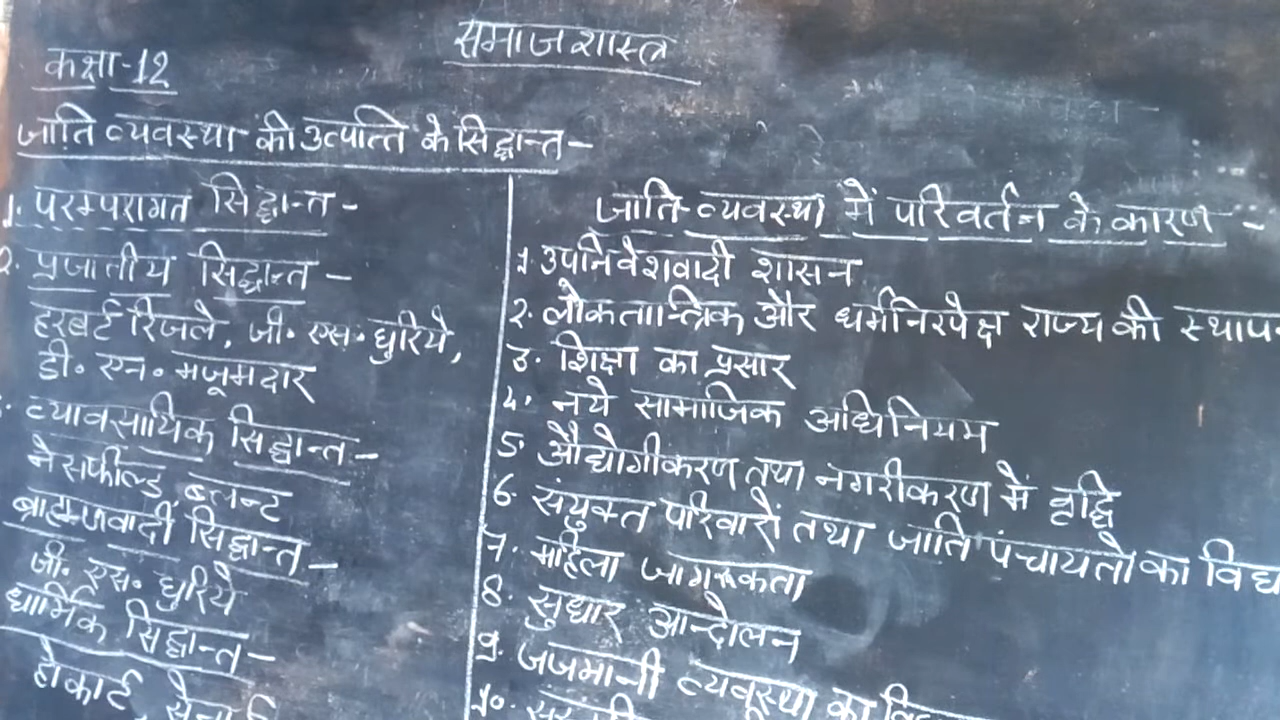 समाजशास्त्र
कक्षा-12
जाति व्यवस्था की उत्पत्ति के सिद्धान्त-
1. परम्परागत सिद्धान्त-
2. प्रजातीय सिद्धान्त-
हरबर्ट रिजले, जी. एस. घुरिये,
डी. एन. मजूमदार
व्यावसायिक सिद्धान्त-
नेसफील्ड, ब्लन्ट
ब्राह्मणवादी सिद्धान्त-
जी. एस. घुरिये
धार्मिक सिद्धान्त-
होकार्ट,
जाति-व्यवस्था में परिवर्तन के कारण -
1. उपनिवेशवादी शासन
2. लोकतान्त्रिक और धर्मनिरपेक्ष राज्य की स्थाप
3. शिक्षा का प्रसार
4. नये सामाजिक अधिनियम
5. औद्योगीकरण तथा नगरीकरण में वृद्धि
6. संयुक्त परिवारों तथा जाति पंचायतों का विघ
7. महिला जागरूकता
8. सुधार आन्दोलन
9. जजमानी व्यवस्था का
10.